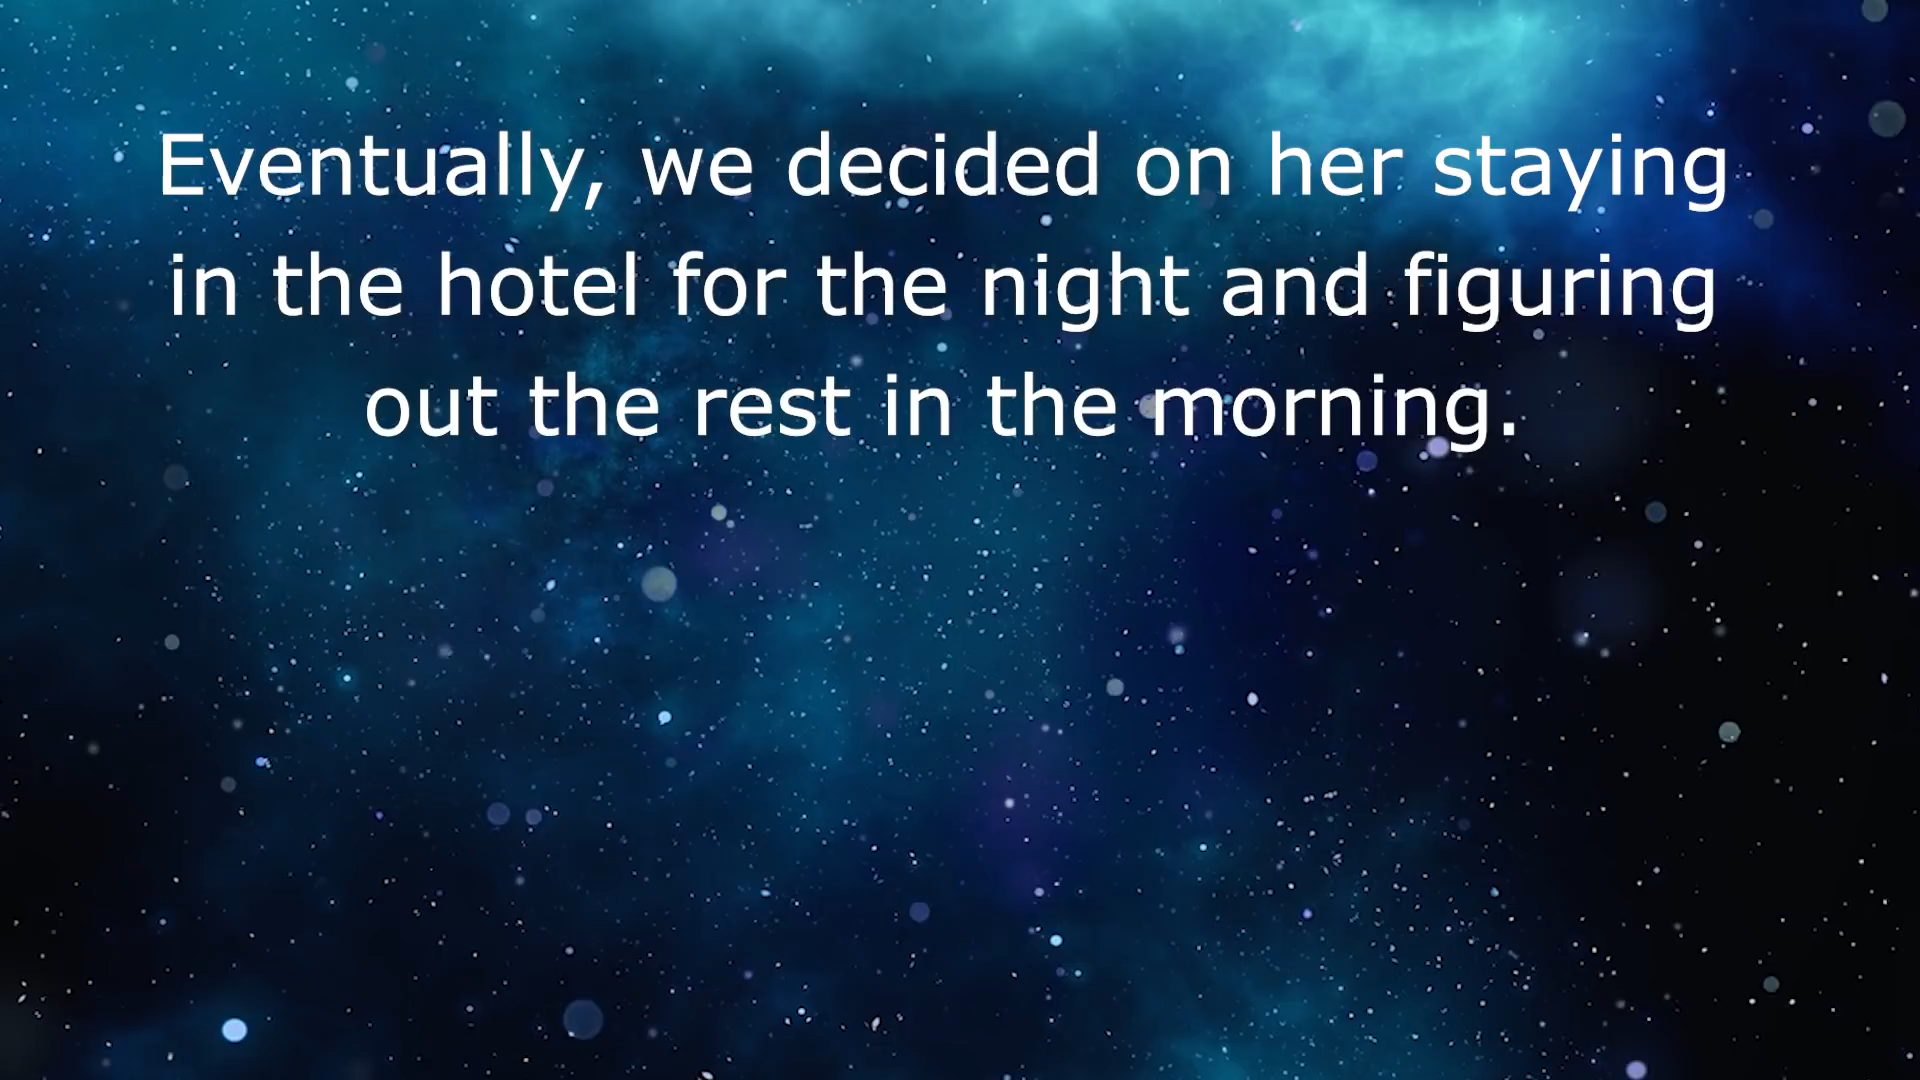 Eventually, we decided on her staying
in the hotel for the night and figuring
out the rest in the morning.